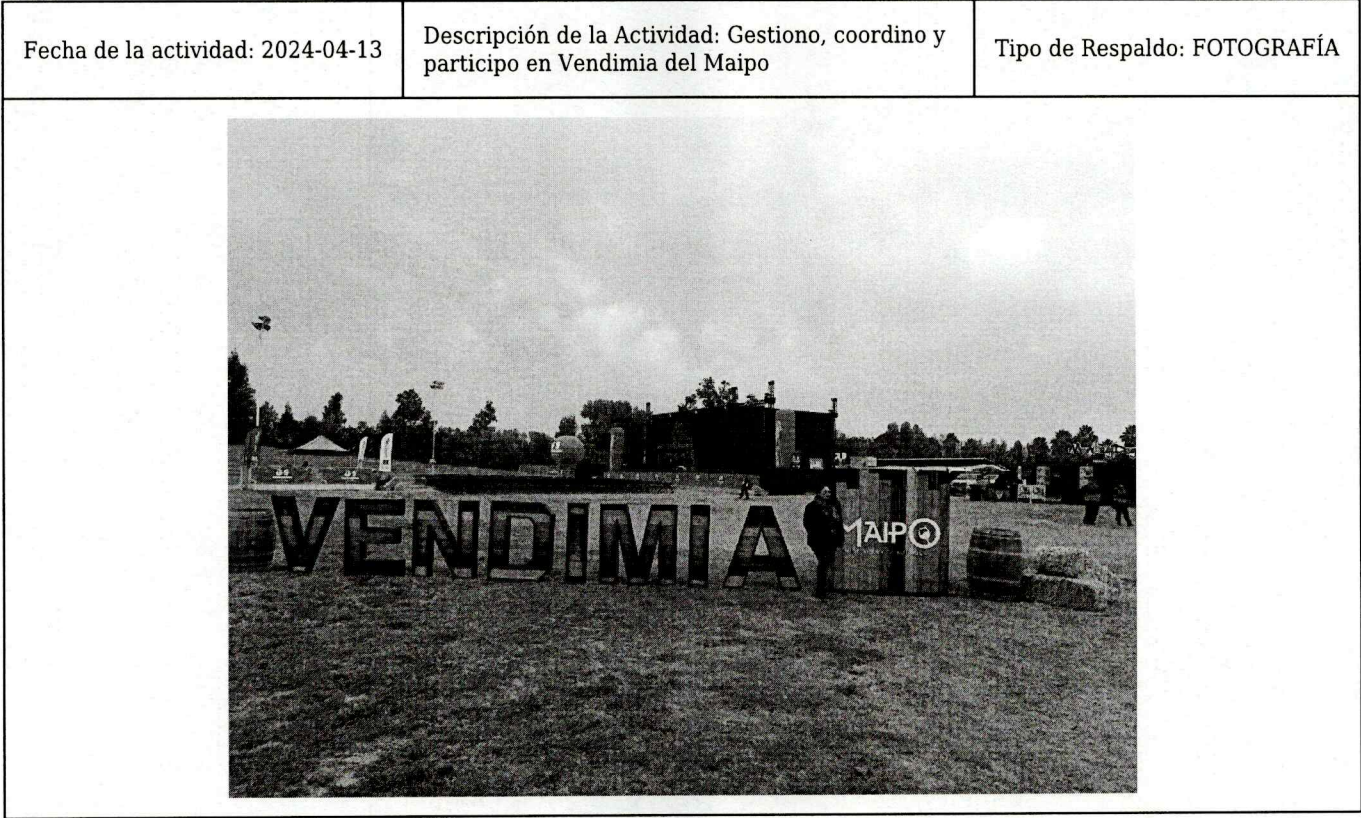 Fecha de la actividad: 2024-04-13
Descripción de la Actividad: Gestiono, coordino y
participo en Vendimia del Maipo
Tipo de Respaldo: FOTOGRAFÍA
VENDIMIA
MAIPO